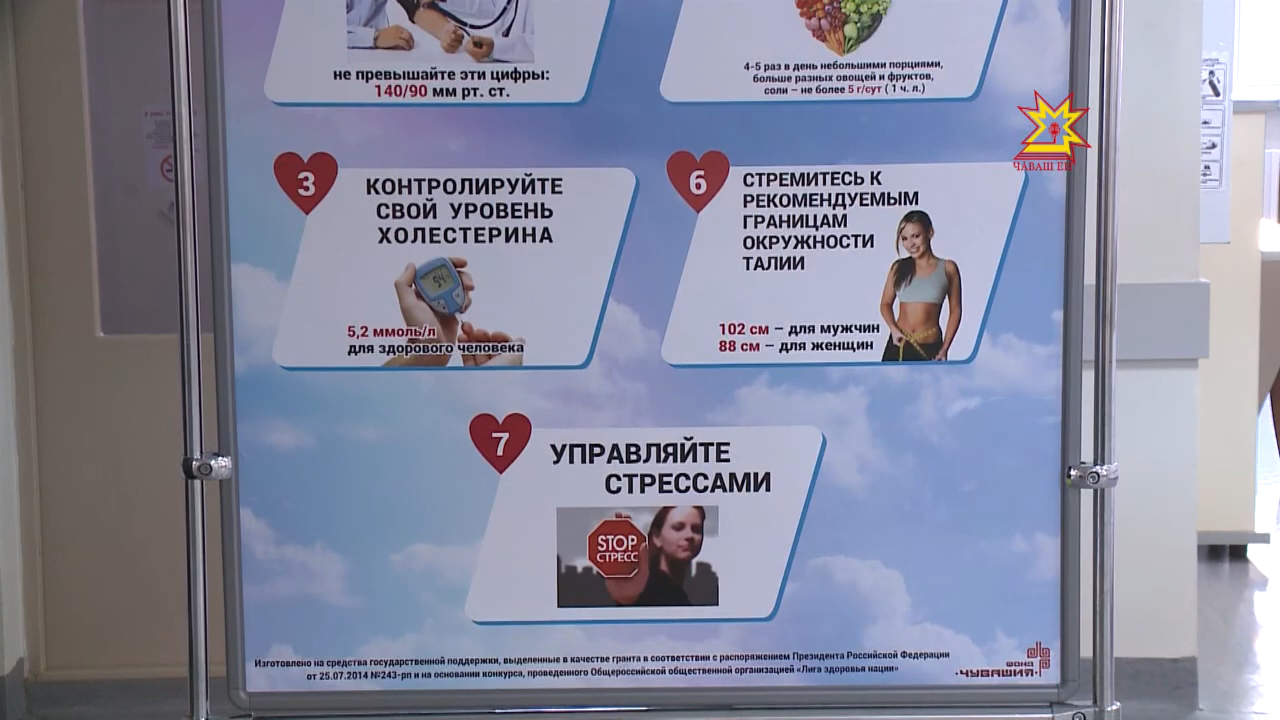 не превышайте эти цифры:
140/90 мм рт. ст.
4-5 раз в день небольшими порциями,
больше разных овощей и фруктов,
соли – не более 5 г/сут ( 1 ч. л.)
3
КОНТРОЛИРУЙТЕ
СВОЙ УРОВЕНЬ
ХОЛЕСТЕРИНА
5,2 ммоль/л
для здорового человека
6
СТРЕМИТЕСЬ К
РЕКОМЕНДУЕМЫМ
ГРАНИЦАМ
ОКРУЖНОСТИ
ТАЛИИ
102 см – для мужчин
88 см – для женщин
7
УПРАВЛЯЙТЕ
СТРЕССАМИ
STOP
СТРЕСС
Изготовлено на средства государственной поддержки, выделенные в качестве гранта в соответствии с распоряжением Президента Российской Федерации
от 25.07.2014 №243-рп и на основании конкурса, проведенного Общероссийской общественной организацией «Лига здоровья нации»
ФОНД
ЧУВАШИЯ
ЧӐВАШ ЕН